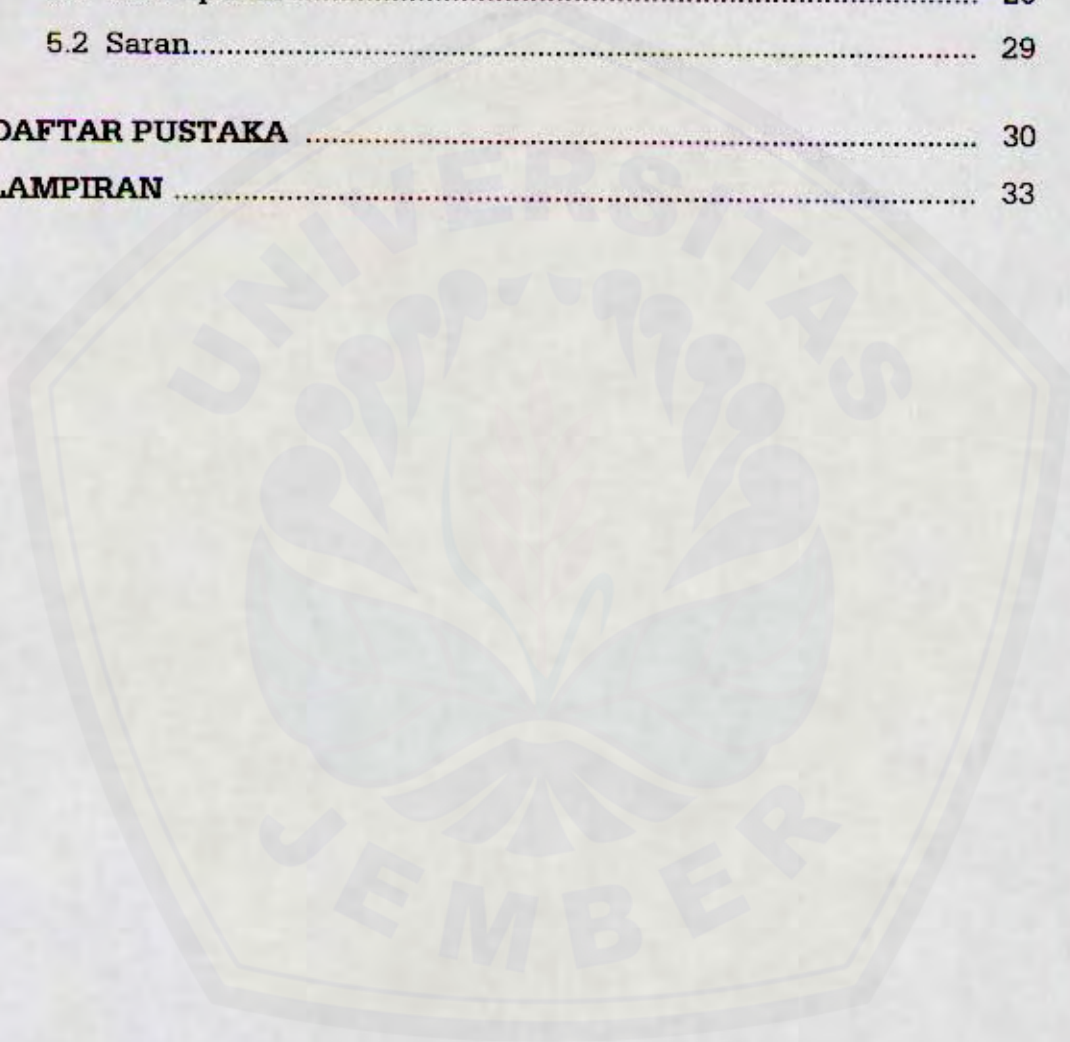 5.2 Saran.................... 29
DAFTAR PUSTAKA .................... 30
LAMPIRAN .................... 33
UNIVERSITAS
JEMBER